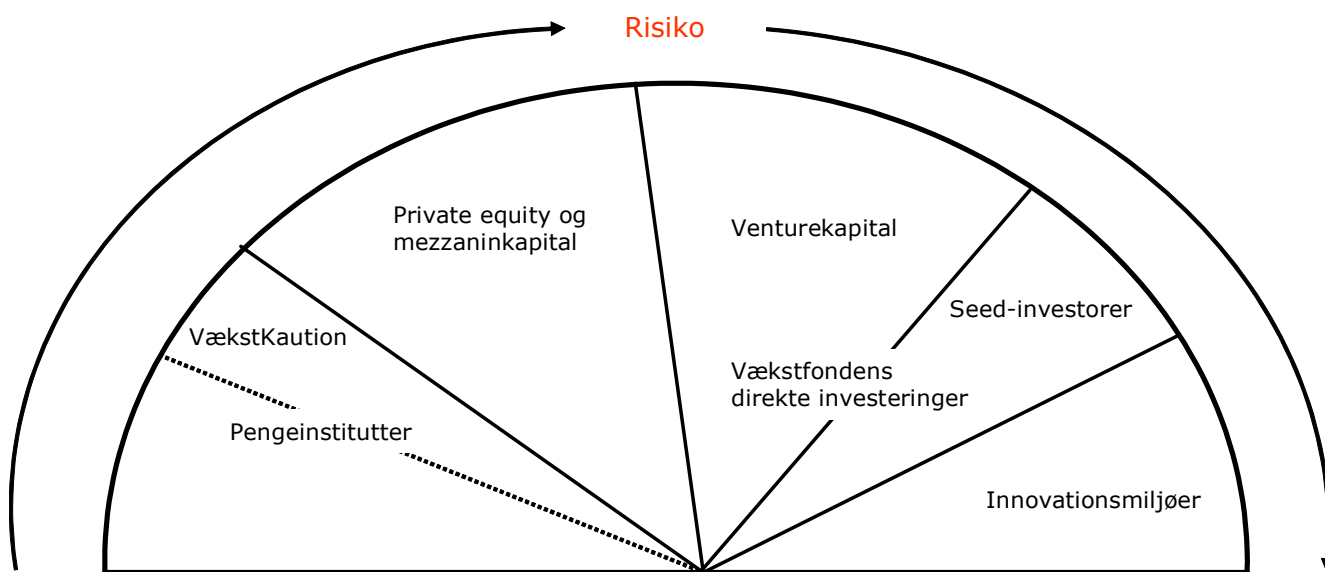 Risiko
Private equity og
mezzaninkapital
Venturekapital
Seed-investorer
VækstKaution
Vækstfondens
direkte investeringer
Pengeinstitutter
Innovationsmiljøer